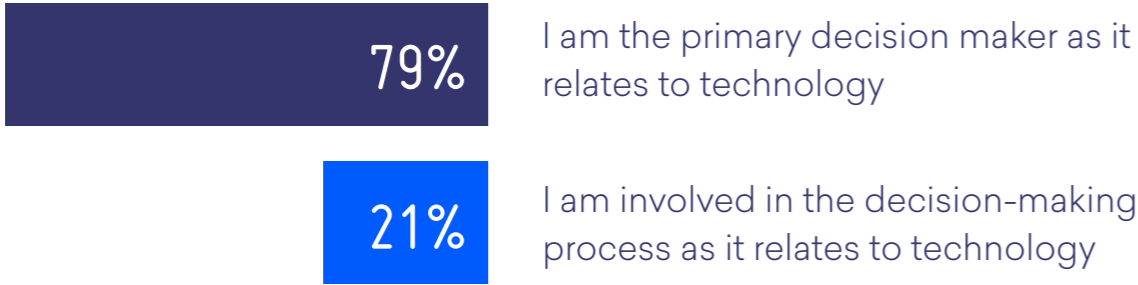 79%
I am the primary decision maker as it
relates to technology
21%
I am involved in the decision-making
process as it relates to technology